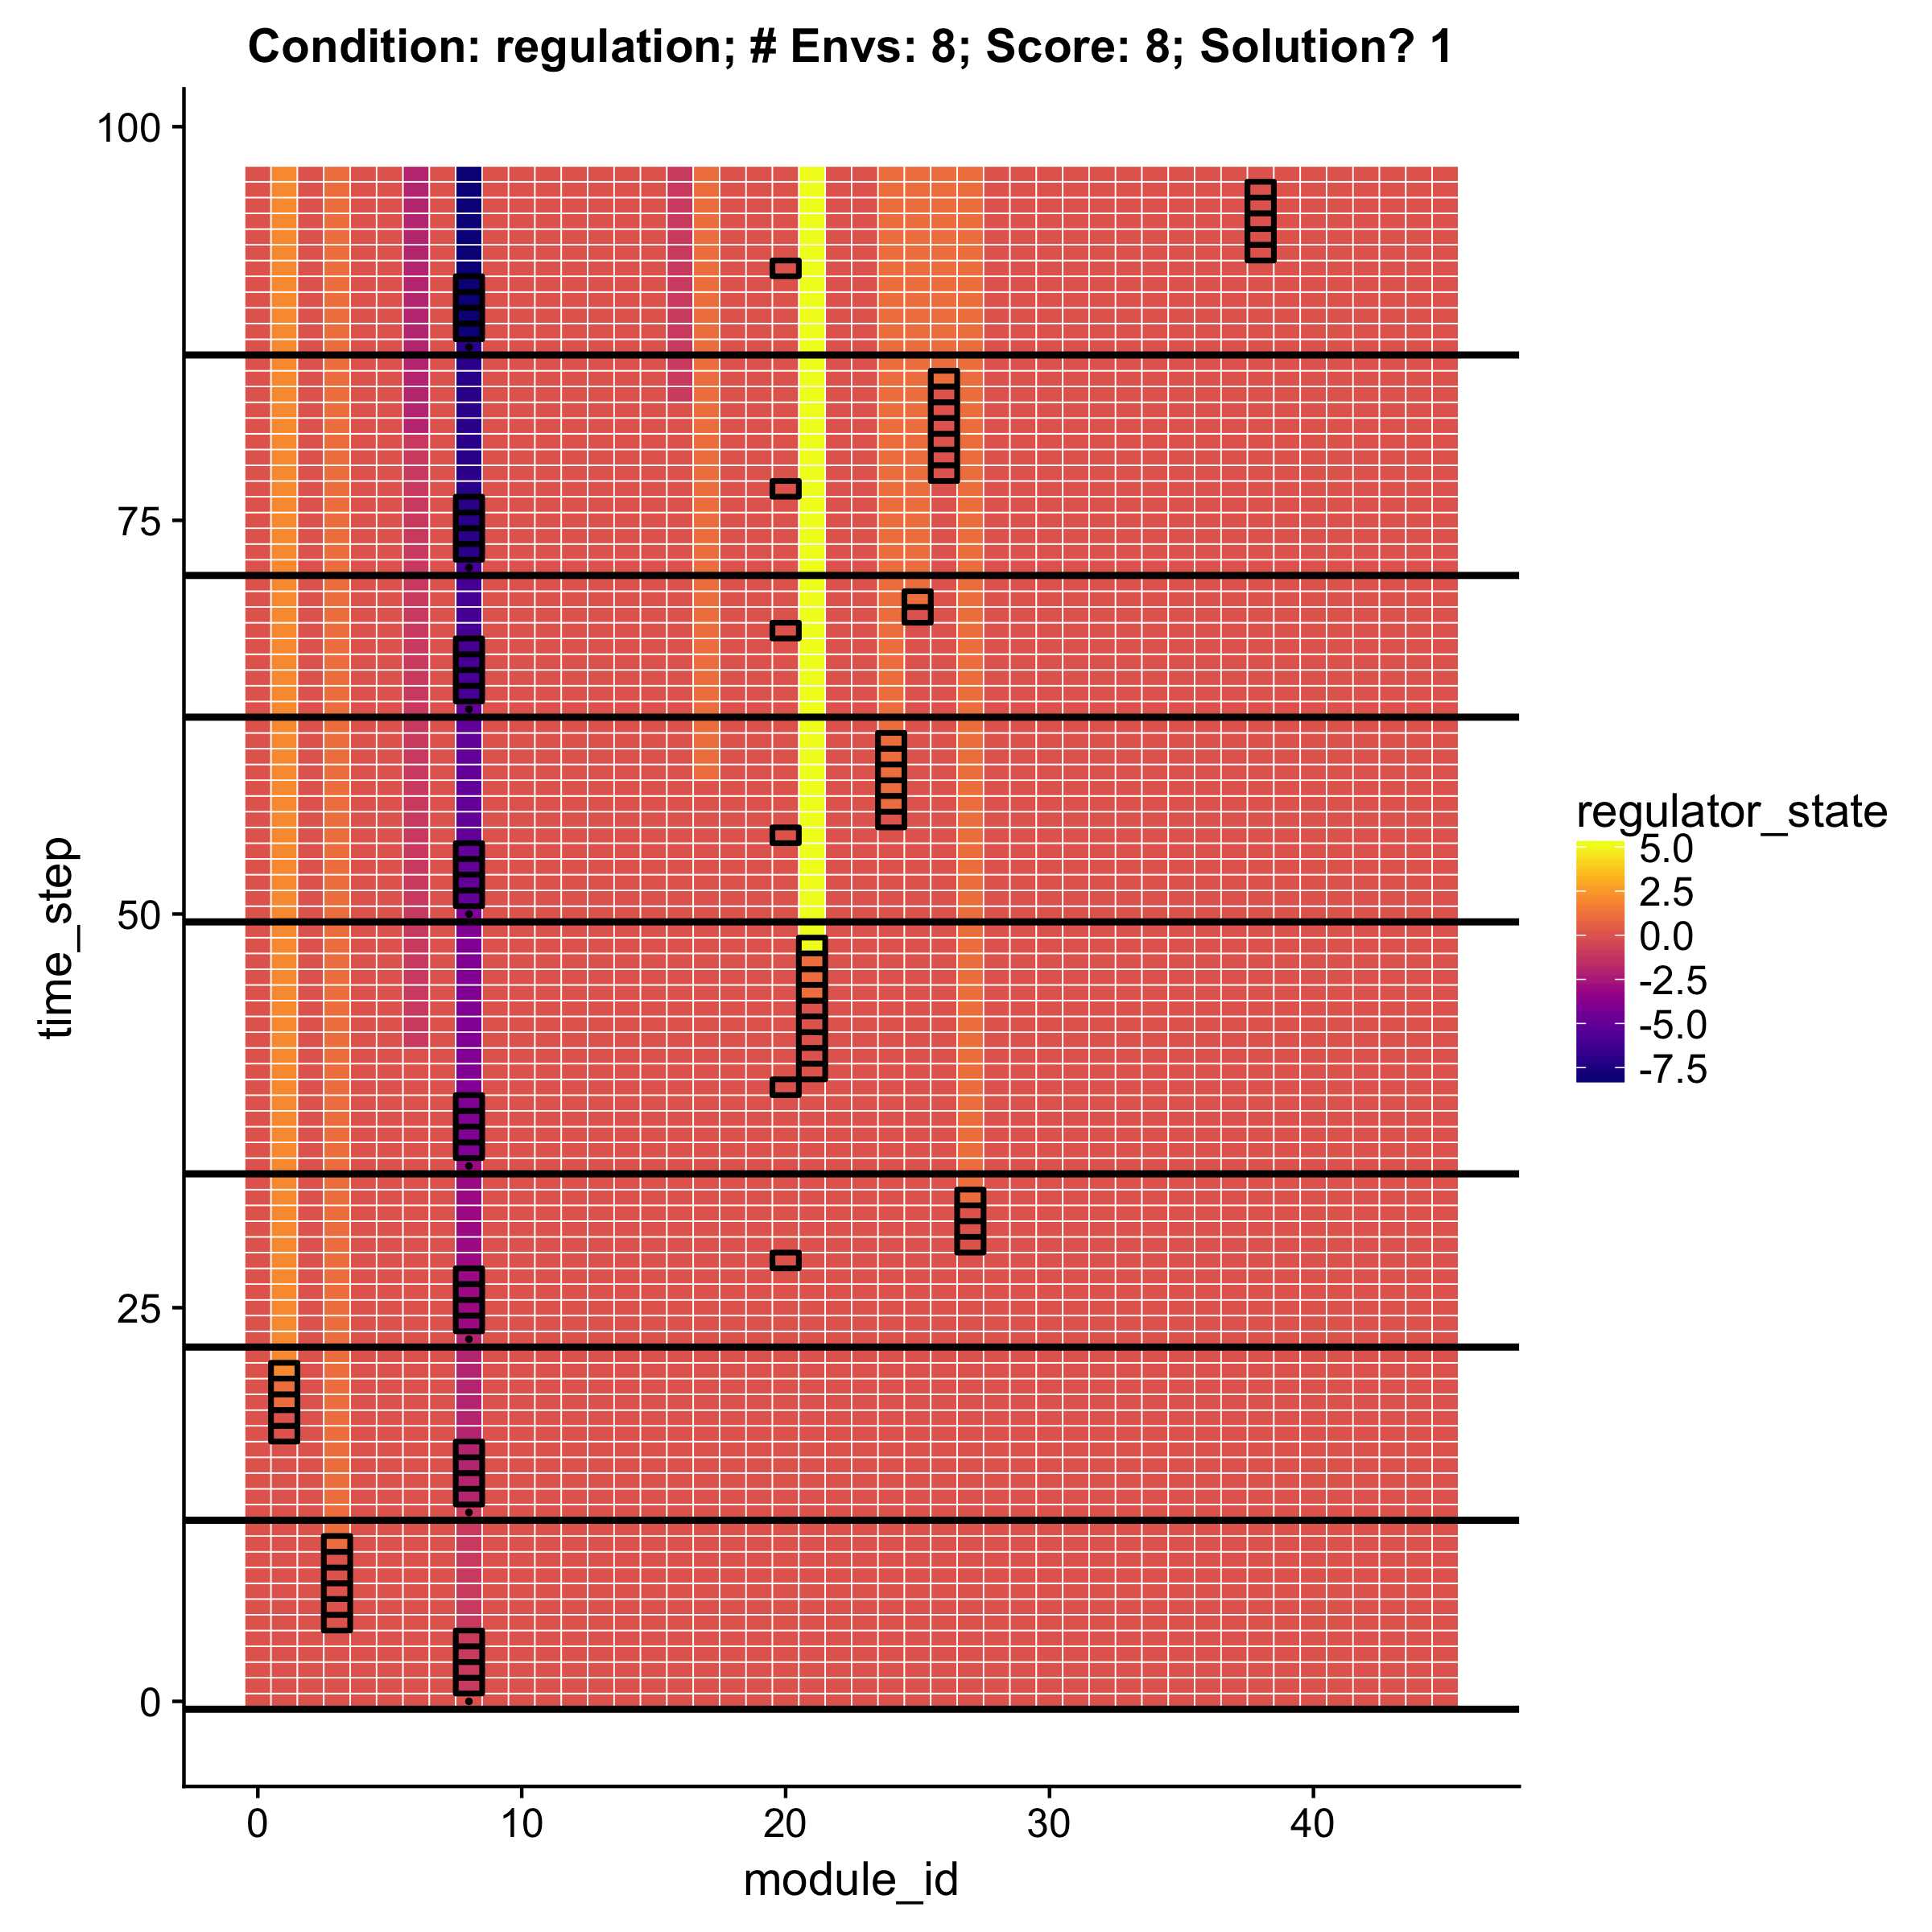 Condition: regulation; # Envs: 8; Score: 8; Solution? 1
100
75
50
25
0
time_step
0 10 20 30 40
module_id
regulator_state
5.0
2.5
0.0
-2.5
-5.0
-7.5